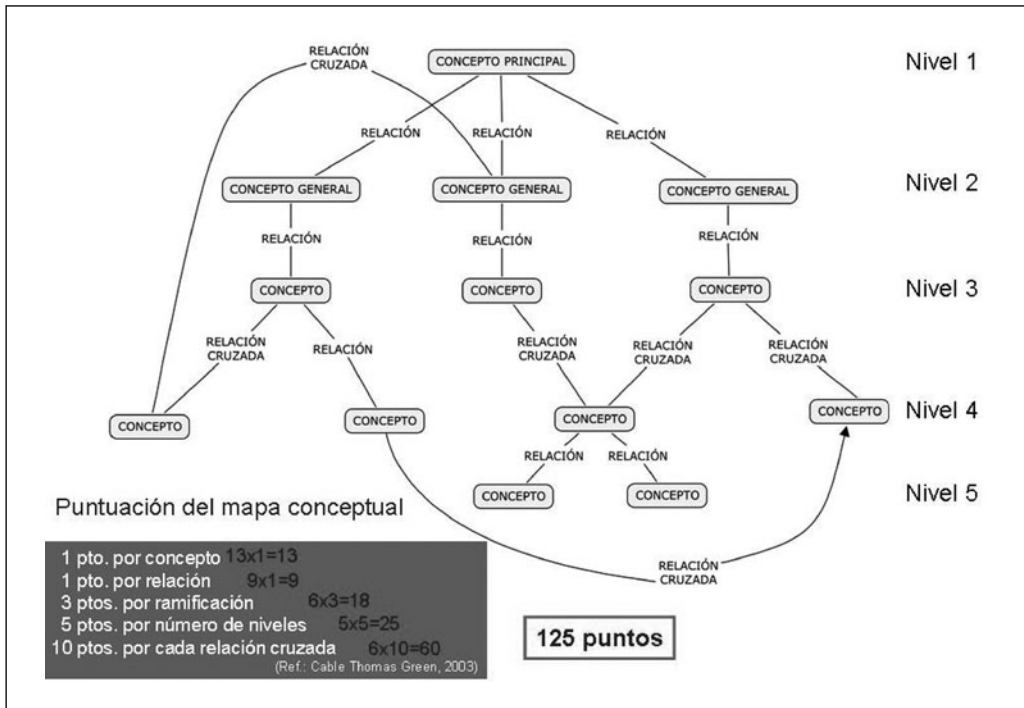 RELACIÓN
CRUZADA
CONCEPTO PRINCIPAL
Nivel 1
RELACIÓN
RELACIÓN
RELACIÓN
CONCEPTO GENERAL
CONCEPTO GENERAL
CONCEPTO GENERAL
Nivel 2
RELACIÓN
RELACIÓN
RELACIÓN
CONCEPTO
CONCEPTO
CONCEPTO
Nivel 3
RELACIÓN
CRUZADA
RELACIÓN
RELACIÓN
CRUZADA
RELACIÓN
CRUZADA
RELACIÓN
CRUZADA
CONCEPTO
CONCEPTO
CONCEPTO
CONCEPTO
Nivel 4
RELACIÓN
RELACIÓN
CONCEPTO
CONCEPTO
Nivel 5
Puntuación del mapa conceptual
1 pto. por concepto 13x1=13
1 pto. por relación 9x1=9
3 ptos. por ramificación 6x3=18
5 ptos. por número de niveles 5x5=25
10 ptos. por cada relación cruzada 6x10=60
(Ref.: Cable Thomas Green, 2003)
RELACIÓN
CRUZADA
125 puntos